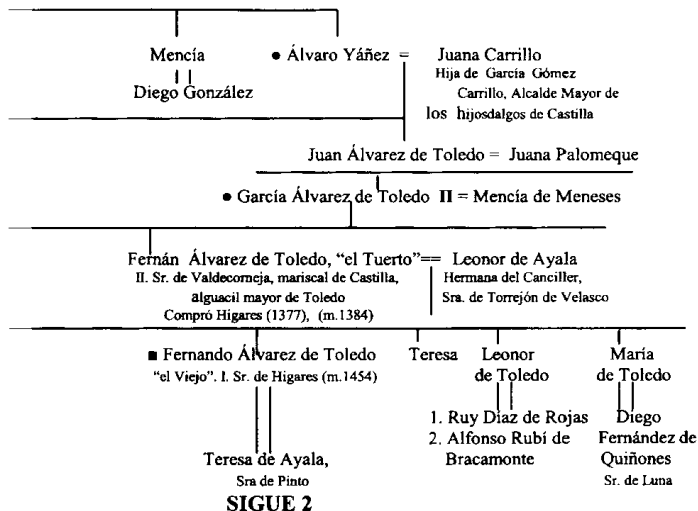 Mencía
Diego González
• Álvaro Yáñez = Juana Carrillo
Hija de García Gómez
Carrillo, Alcalde Mayor de
los hijosdalgos de Castilla
Juan Álvarez de Toledo = Juana Palomeque
• García Álvarez de Toledo II = Mencía de Meneses
Fernán Álvarez de Toledo, “el Tuerto”== Leonor de Ayala
II. Sr. de Valdecorneja, mariscal de Castilla,
alguacil mayor de Toledo
Compró Higares (1377), (m.1384)
Hermana del Canciller,
Sra. de Torrejón de Velasco
■ Fernando Álvarez de Toledo
“el Viejo”. I. Sr. de Higares (m.1454)
Teresa de Ayala,
Sra de Pinto
SIGUE 2
Teresa
Leonor
de Toledo
1. Ruy Díaz de Rojas
2. Alfonso Rubí de
Bracamonte
María
de Toledo
Diego
Fernández de
Quiñones
Sr. de Luna